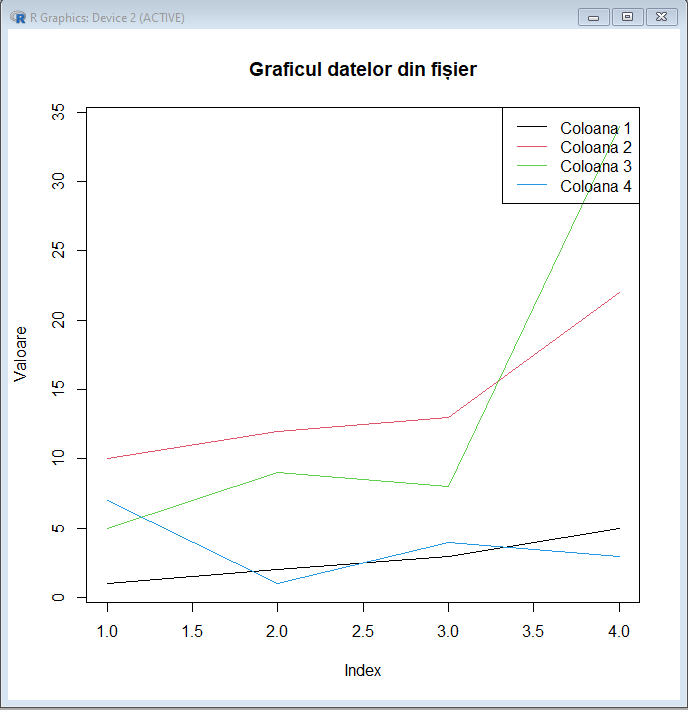 R Graphics: Device 2 (ACTIVE)
Graficul datelor din fișier
Coloana 1
Coloana 2
Coloana 3
Coloana 4
35
30
25
20
15
10
5
0
Valoare
1.0 1.5 2.0 2.5 3.0 3.5 4.0
Index